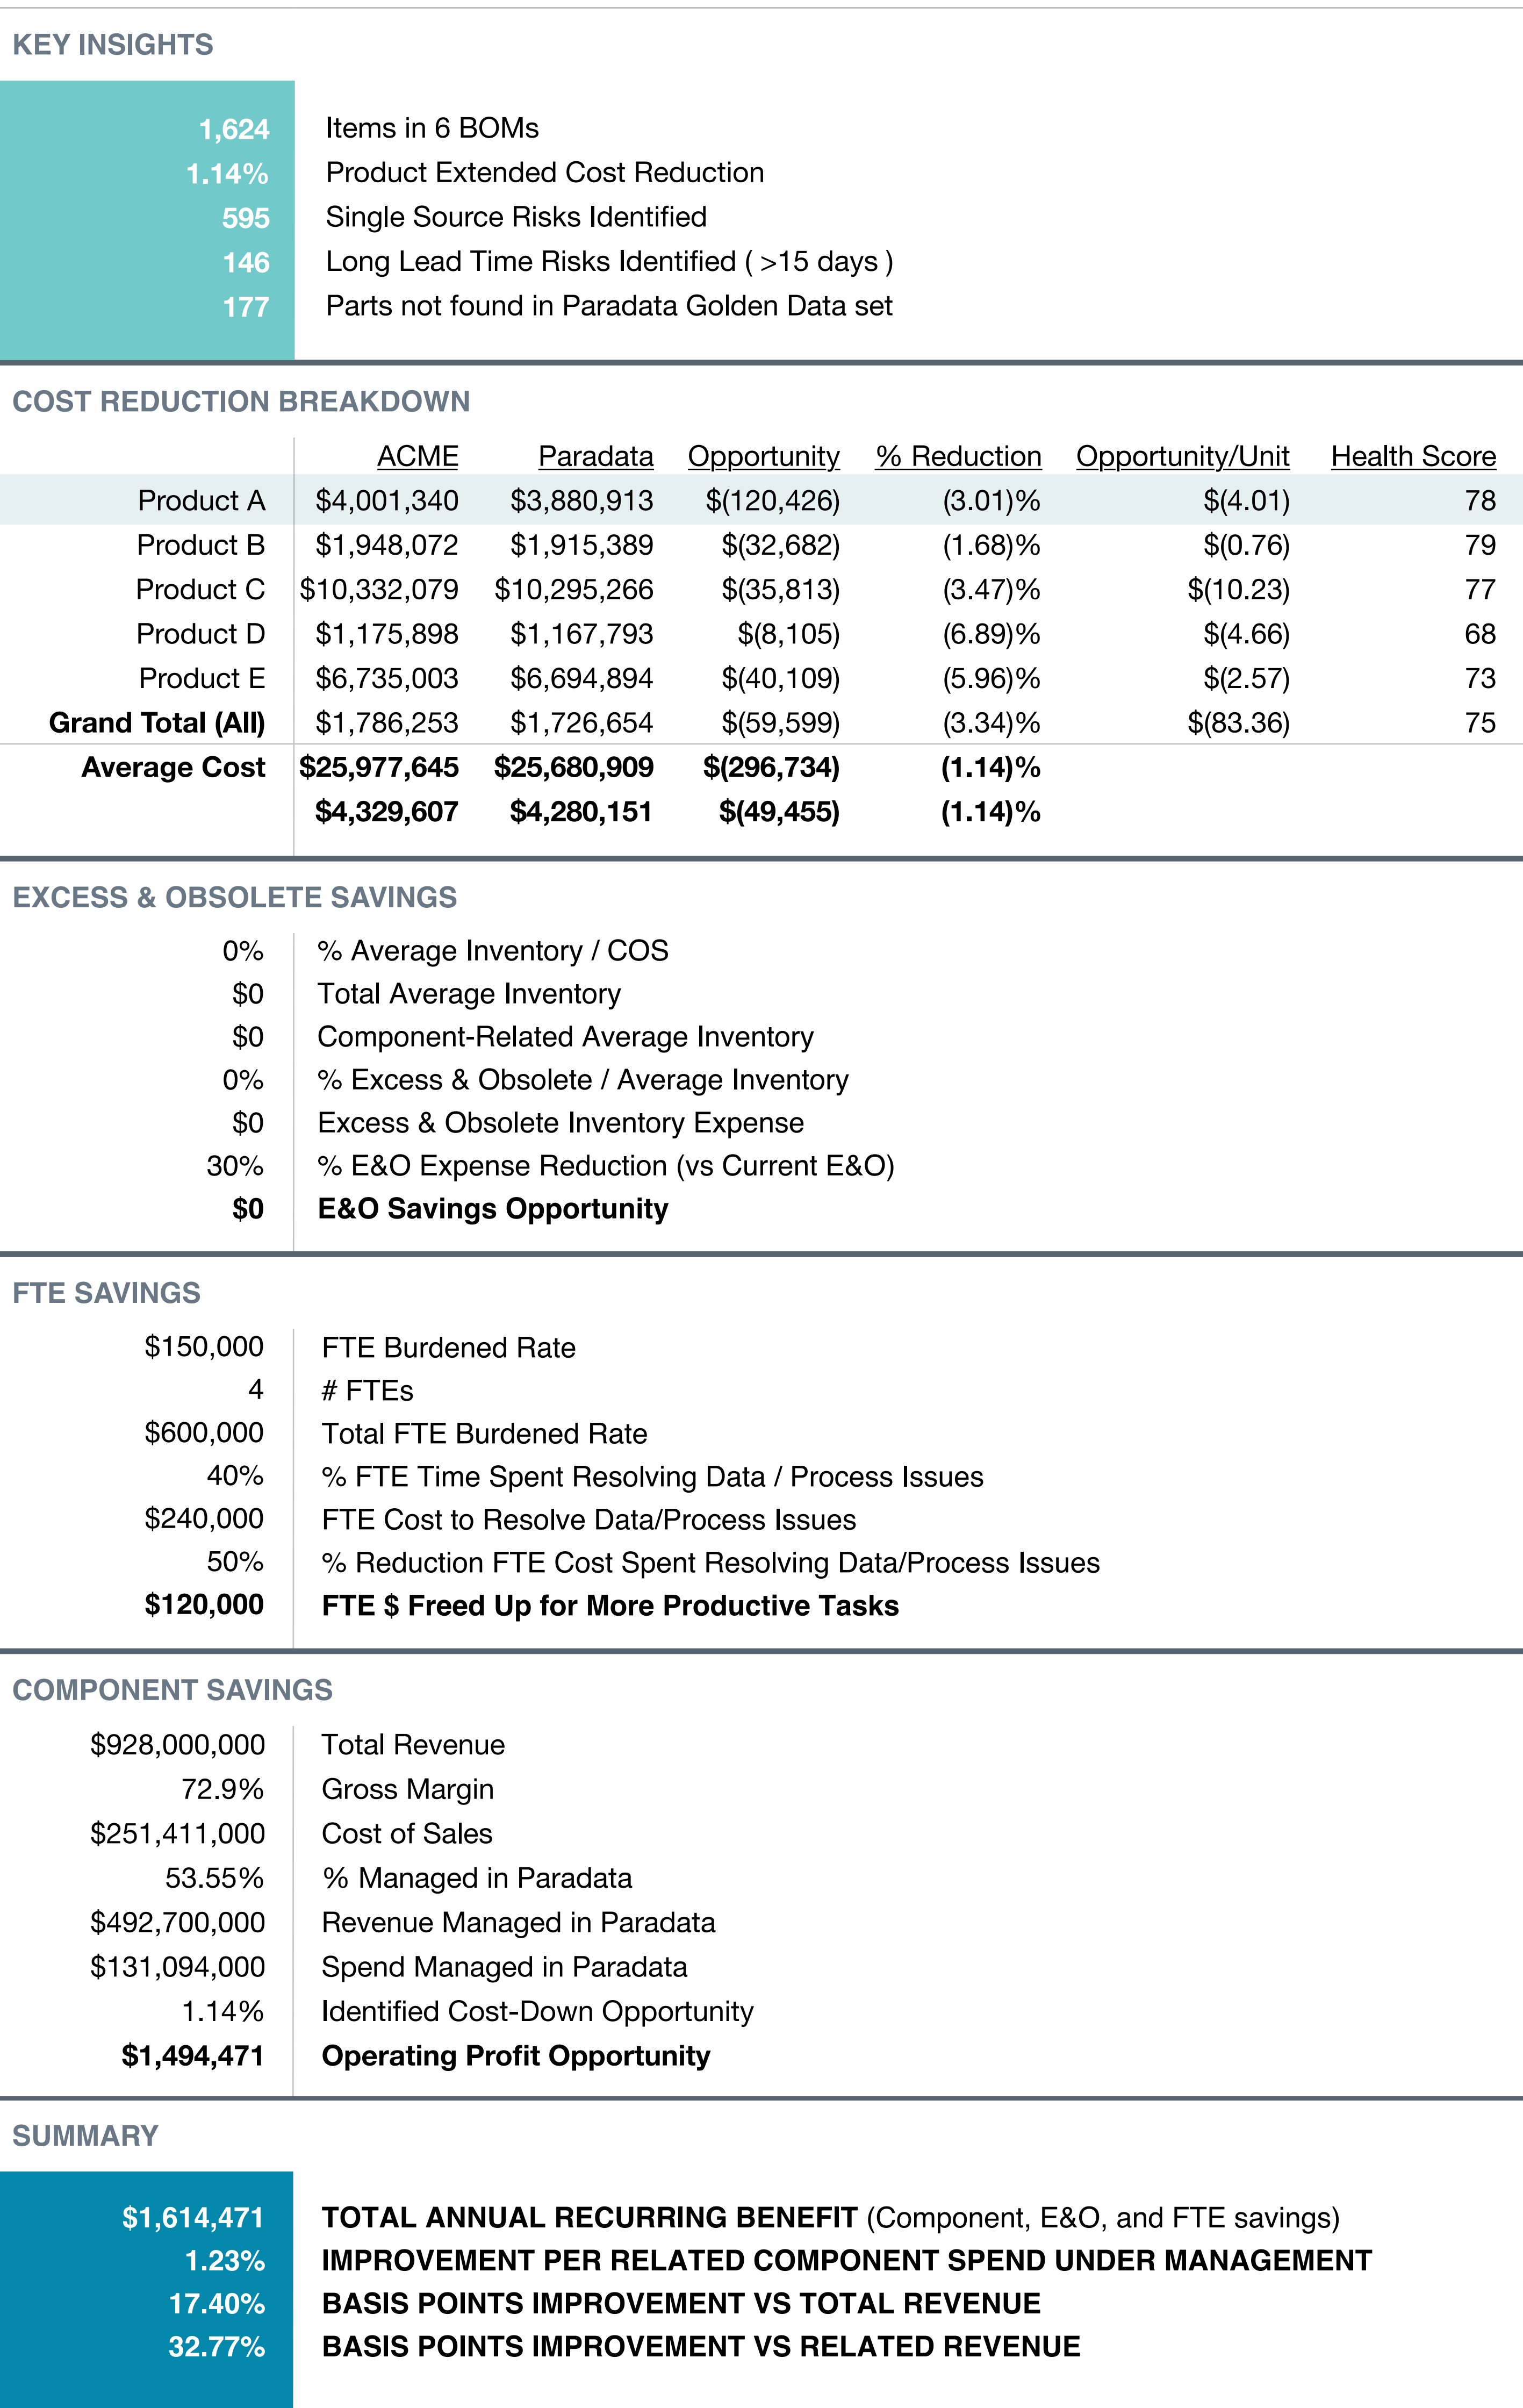 KEY INSIGHTS
1,624 Items in 6 BOMs
1.14% Product Extended Cost Reduction
595 Single Source Risks Identified
146 Long Lead Time Risks Identified ( >15 days )
177 Parts not found in Paradata Golden Data set
COST REDUCTION BREAKDOWN
ACME Paradata Opportunity % Reduction Opportunity/Unit Health Score
Product A $4,001,340 $3,880,913 $(120,426) (3.01)% $(4.01) 78
Product B $1,948,072 $1,915,389 $(32,682) (1.68)% $(0.76) 79
Product C $10,332,079 $10,295,266 $(35,813) (3.47)% $(10.23) 77
Product D $1,175,898 $1,167,793 $(8,105) (6.89)% $(4.66) 68
Product E $6,735,003 $6,694,894 $(40,109) (5.96)% $(2.57) 73
Grand Total (All) $1,786,253 $1,726,654 $(59,599) (3.34)% $(83.36) 75
Average Cost $25,977,645 $25,680,909 $(296,734) (1.14)%
$4,329,607 $4,280,151 $(49,455) (1.14)%
EXCESS & OBSOLETE SAVINGS
0% % Average Inventory / COS
$0 Total Average Inventory
$0 Component-Related Average Inventory
0% % Excess & Obsolete / Average Inventory
$0 Excess & Obsolete Inventory Expense
30% % E&O Expense Reduction (vs Current E&O)
$0 E&O Savings Opportunity
FTE SAVINGS
$150,000 FTE Burdened Rate
4 # FTEs
$600,000 Total FTE Burdened Rate
40% % FTE Time Spent Resolving Data / Process Issues
$240,000 FTE Cost to Resolve Data/Process Issues
50% % Reduction FTE Cost Spent Resolving Data/Process Issues
$120,000 FTE $ Freed Up for More Productive Tasks
COMPONENT SAVINGS
$928,000,000 Total Revenue
72.9% Gross Margin
$251,411,000 Cost of Sales
53.55% % Managed in Paradata
$492,700,000 Revenue Managed in Paradata
$131,094,000 Spend Managed in Paradata
1.14% Identified Cost-Down Opportunity
$1,494,471 Operating Profit Opportunity
SUMMARY
$1,614,471 TOTAL ANNUAL RECURRING BENEFIT (Component, E&O, and FTE savings)
1.23% IMPROVEMENT PER RELATED COMPONENT SPEND UNDER MANAGEMENT
17.40% BASIS POINTS IMPROVEMENT VS TOTAL REVENUE
32.77% BASIS POINTS IMPROVEMENT VS RELATED REVENUE